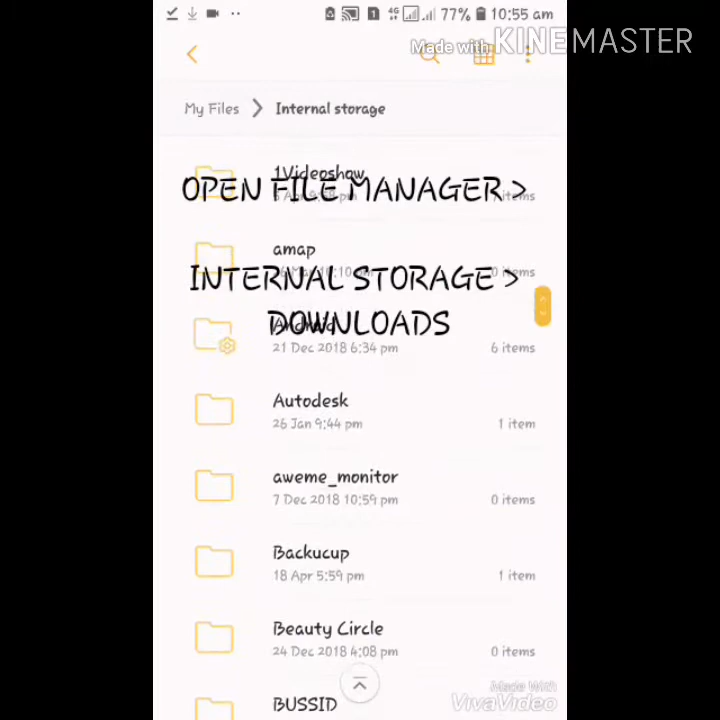 77% 10:55 am
Made with KINEMASTER
My Files > Internal storage
1Videoshow
OPEN FILE MANAGER >
amap
0 items
INTERNAL STORAGE >
Android
DOWNLOADS
21 Dec 2018 6:34 pm 6 items
Autodesk
26 Jan 9:44 pm 1 item
aweme_monitor
7 Dec 2018 10:59 pm 0 items
Backucup
18 Apr 5:59 pm 1 item
Beauty Circle
24 Dec 2018 4:08 pm 0 items
BUSSID
Made With
VivaVideo